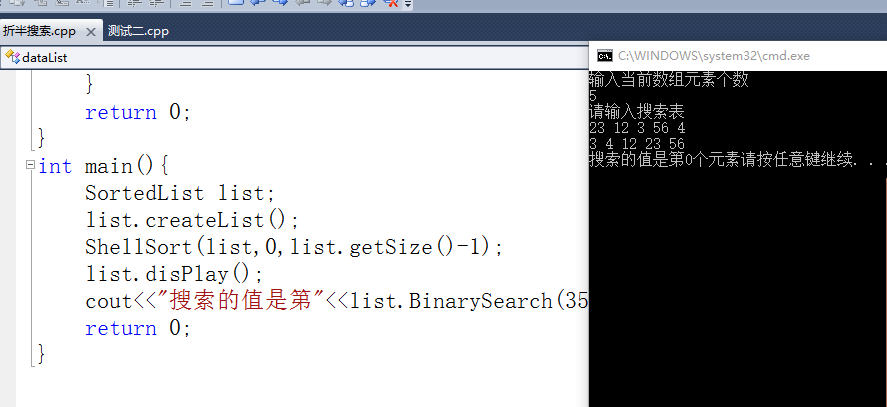 折半搜索.cpp × 测试二.cpp
dataList
}
return 0;
}
int main(){
SortedList list;
list.createList();
ShellSort(list,0,list.getSize()-1);
list.disPlay();
cout<<"搜索的值是第"<<list.BinarySearch(35
return 0;
}
C:\WINDOWS\system32\cmd.exe
输入当前数组元素个数
5
请输入搜索表
23 12 3 56 4
3 4 12 23 56
搜索的值是第0个元素请按任意键继续. . .